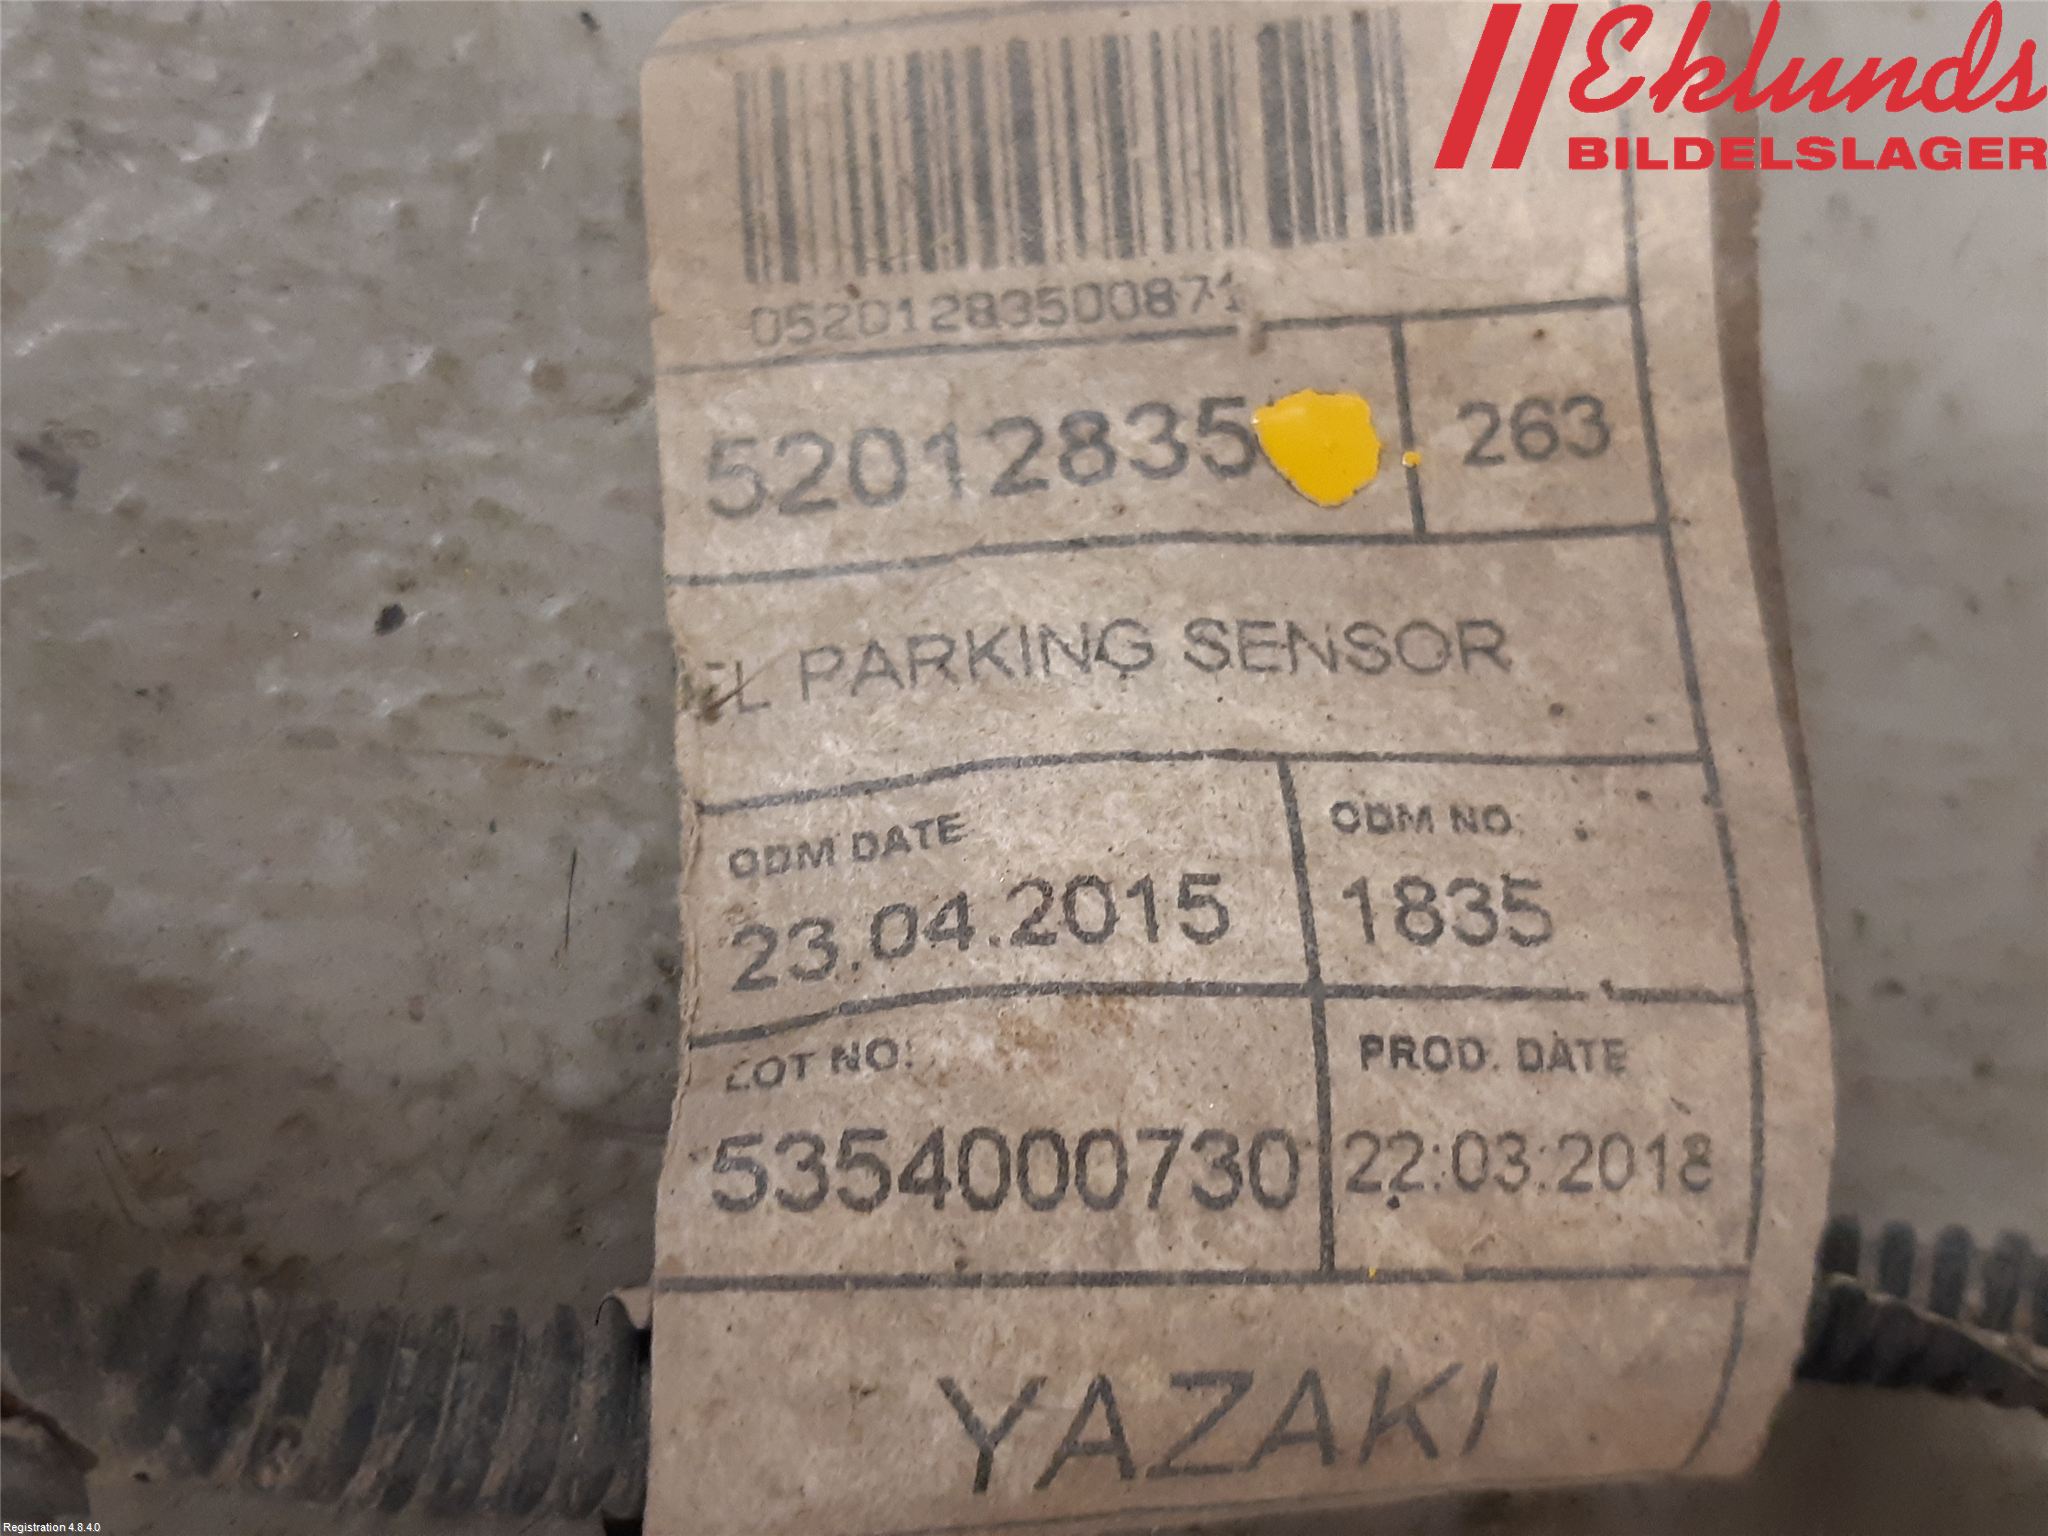 Eklunds
BILDELSLAGER
05201283500871
52012835
263
PARKING SENSOR
ODM DATE
ODM NO.
23.04.2015
1835
LOT NO:
PROD. DATE
5354000730
22.03.2018
YAZAKI
Registration 4.8.4.0